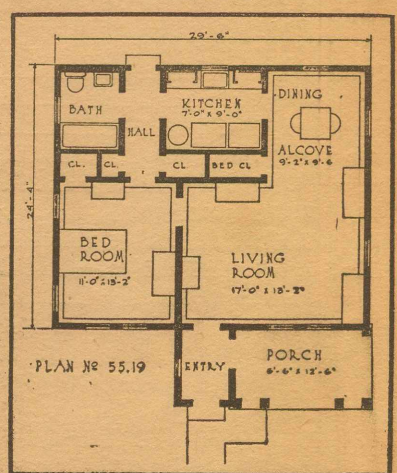 29'-6"
BATH
KITCHEN
7'-0" x 9'-0"
DINING
ALCOVE
9'-2" x 9'-6
HALL
CL.
CL.
CL
BED CL
24'-4"
BED
ROOM
11'-0" x 13'-2"
LIVING
ROOM
17'-0" x 13'-2"
PLAN Nº 55.19
ENTRY
PORCH
6'-6" x 12'-6"